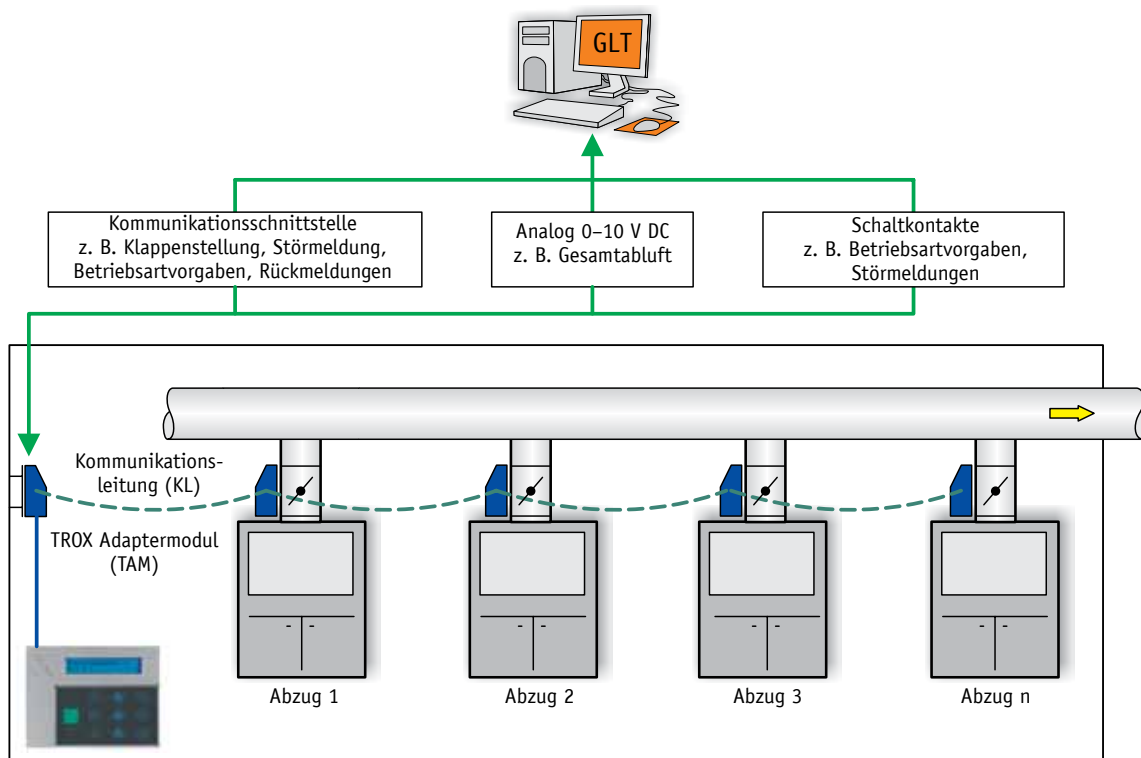 GLT
Kommunikationsschnittstelle
z. B. Klappenstellung, Störmeldung,
Betriebsartvorgaben, Rückmeldungen
Analog 0–10 V DC
z. B. Gesamtabluft
Schaltkontakte
z. B. Betriebsartvorgaben,
Störmeldungen
Kommunikations-
leitung (KL)
TROX Adaptermodul
(TAM)
Abzug 1
Abzug 2
Abzug 3
Abzug n